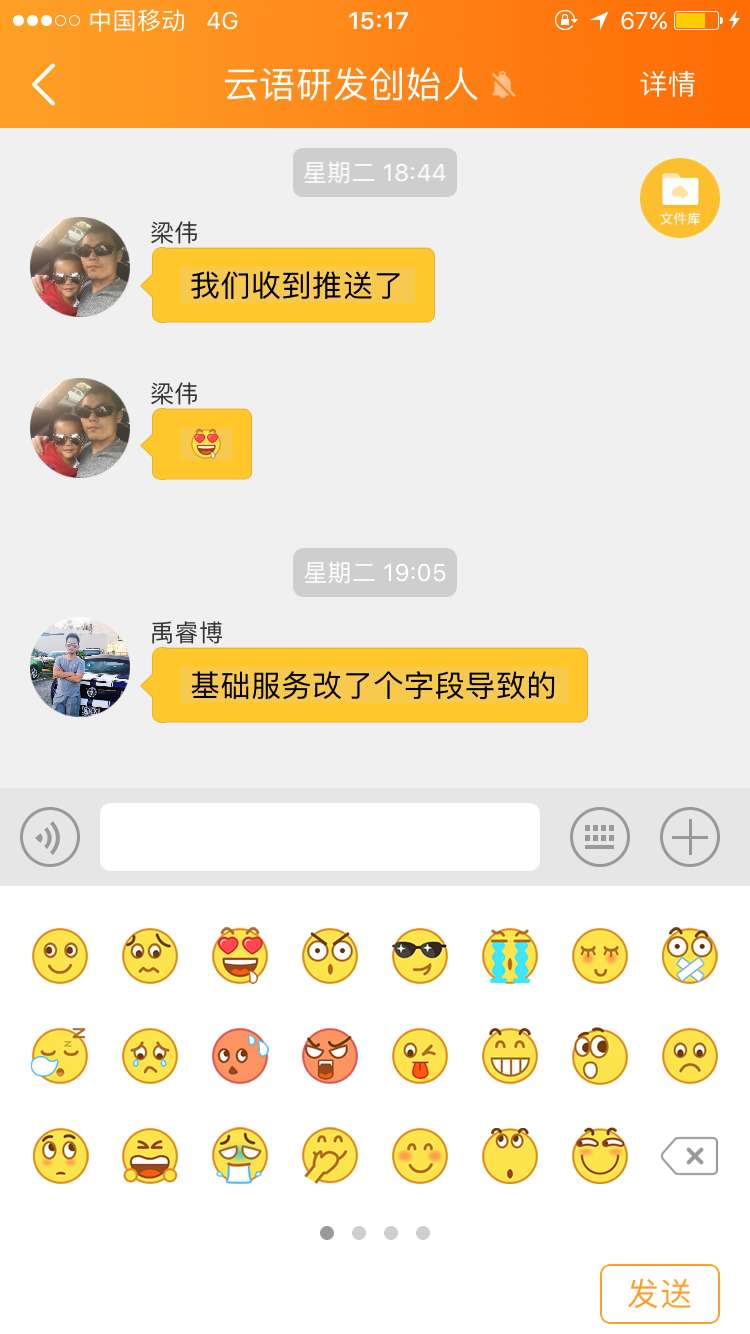 中国移动 4G 15:17 67%
云语研发创始人 详情
星期二 18:44
文件库
梁伟
我们收到推送了
梁伟
星期二 19:05
禹睿博
基础服务改了个字段导致的
发送